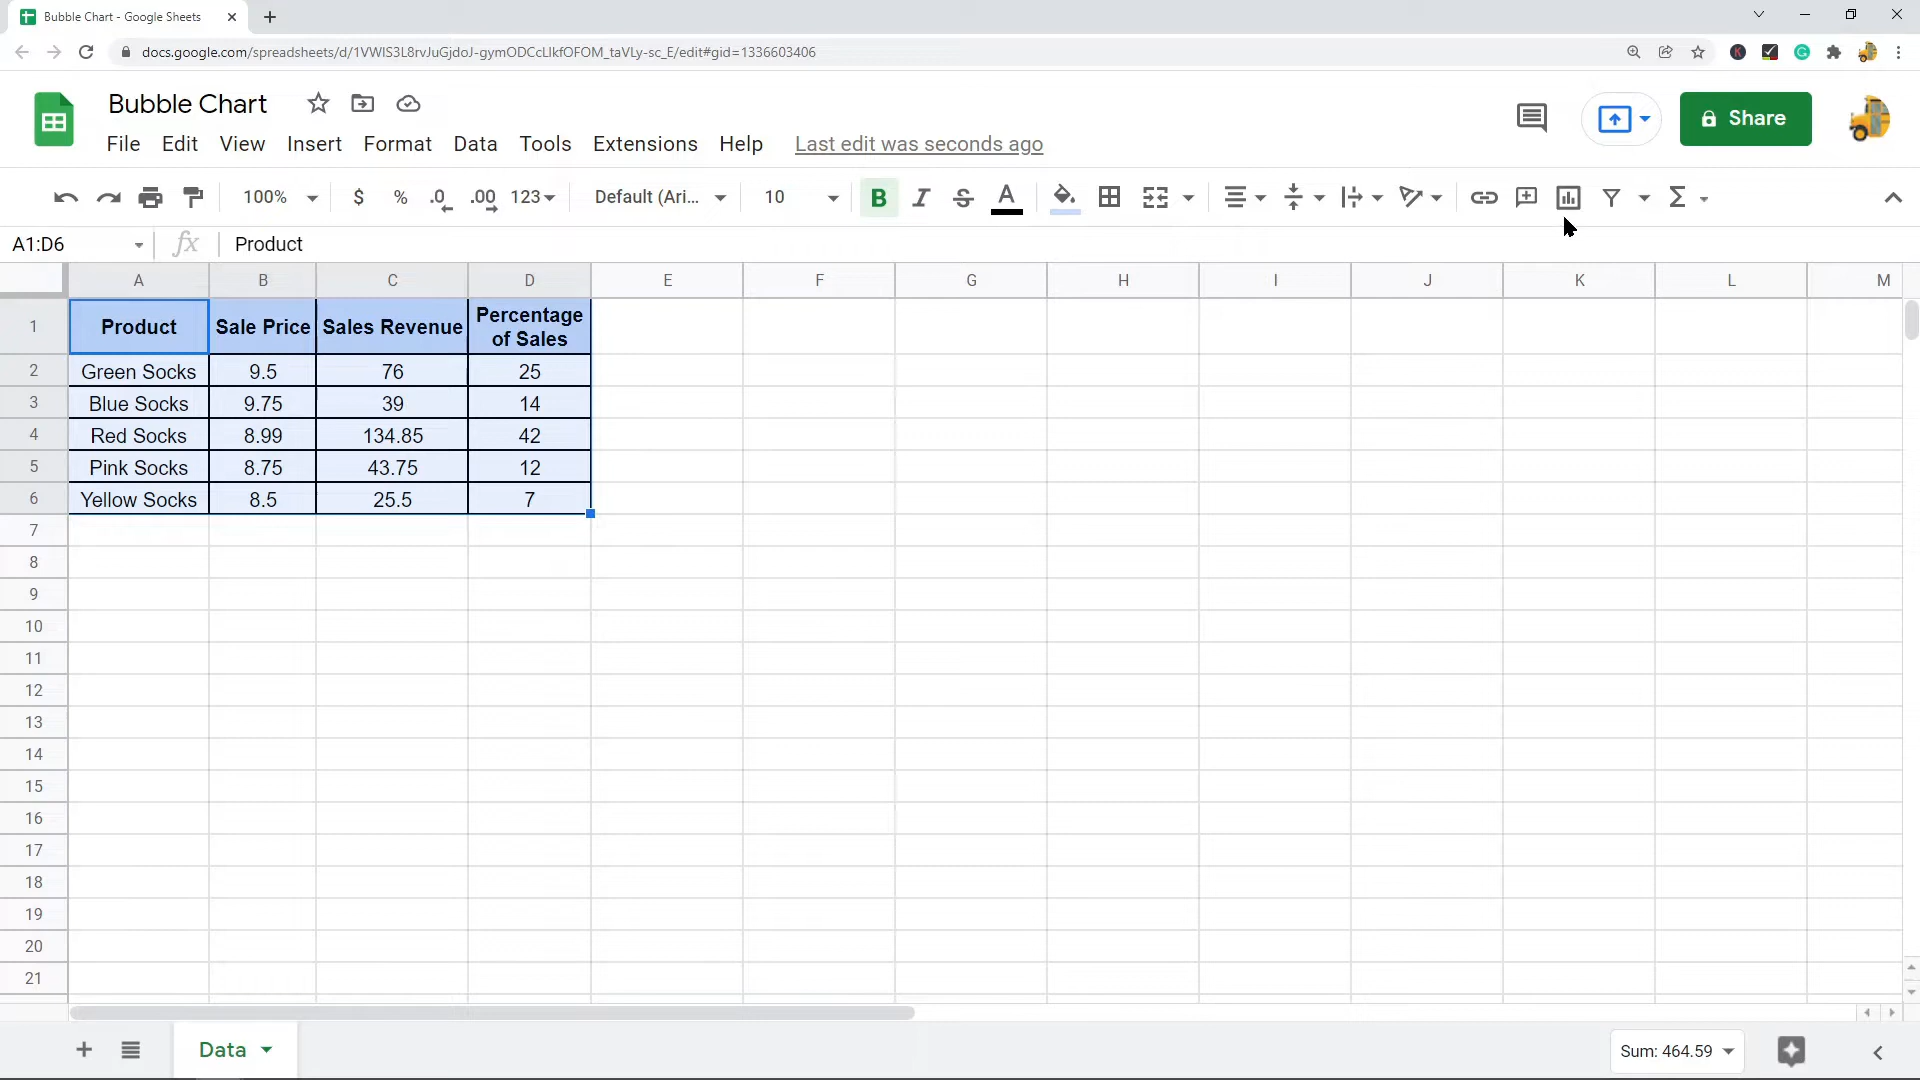 Bubble Chart - Google Sheets
docs.google.com/spreadsheets/d/1VWIS3L8rvJuGjdoJ-gymODCcLIkfOFOM_taVLy-sc_E/edit#gid=1336603406
Bubble Chart
Share
File Edit View Insert Format Data Tools Extensions Help Last edit was seconds ago
100% $ % .0 .00 123 Default (Ari... 10 B I S A Σ
A1:D6 fx Product
A B C D E F G H I J K L M
1 Product Sale Price Sales Revenue Percentage
of Sales
2 Green Socks 9.5 76 25
3 Blue Socks 9.75 39 14
4 Red Socks 8.99 134.85 42
5 Pink Socks 8.75 43.75 12
6 Yellow Socks 8.5 25.5 7
7
8
9
10
11
12
13
14
15
16
17
18
19
20
21
Data Sum: 464.59